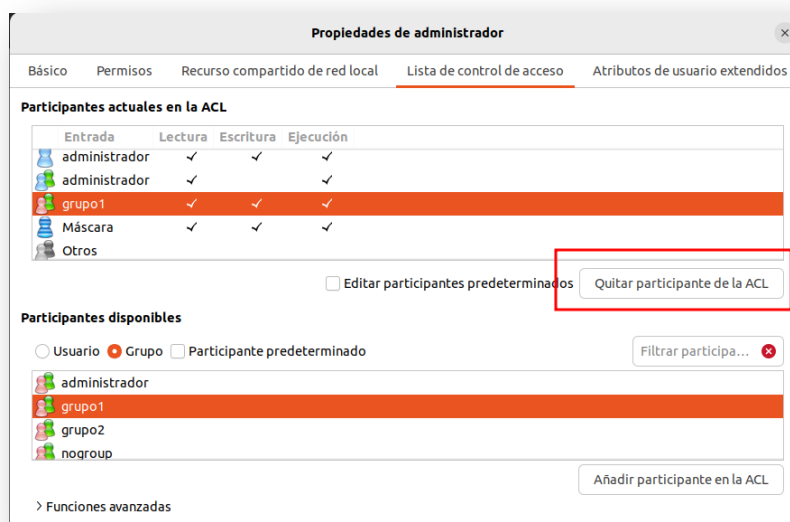 Propiedades de administrador
Básico Permisos Recurso compartido de red local Lista de control de acceso Atributos de usuario extendidos
Participantes actuales en la ACL
Entrada Lectura Escritura Ejecución
administrador ✓ ✓ ✓
administrador ✓ ✓
grupo1 ✓ ✓ ✓
Máscara ✓ ✓ ✓
Otros
Editar participantes predeterminados Quitar participante de la ACL
Participantes disponibles
Usuario Grupo Participante predeterminado Filtrar participa...
administrador
grupo1
grupo2
nogroup
Añadir participante en la ACL
> Funciones avanzadas